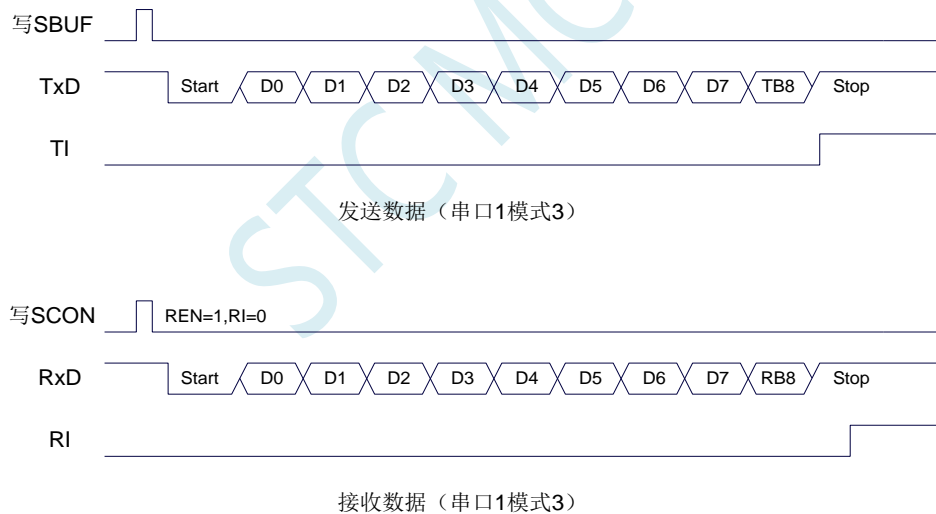 写SBUF
TxD Start D0 D1 D2 D3 D4 D5 D6 D7 TB8 Stop
TI
发送数据（串口1模式3）
写SCON REN=1,RI=0
RxD Start D0 D1 D2 D3 D4 D5 D6 D7 RB8 Stop
RI
接收数据（串口1模式3）
STC MC